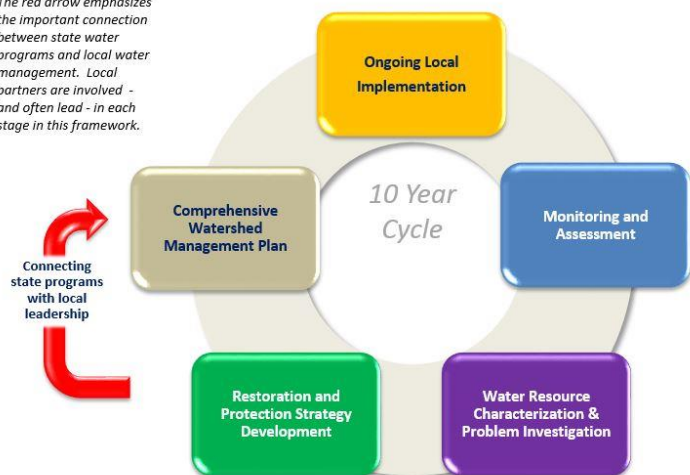 The red arrow emphasizes
the important connection
between state water
programs and local water
management. Local
partners are involved -
and often lead - in each
stage in this framework.
Ongoing Local
Implementation
10 Year
Cycle
Comprehensive
Watershed
Management Plan
Monitoring and
Assessment
Connecting
state programs
with local
leadership
Restoration and
Protection Strategy
Development
Water Resource
Characterization &
Problem Investigation